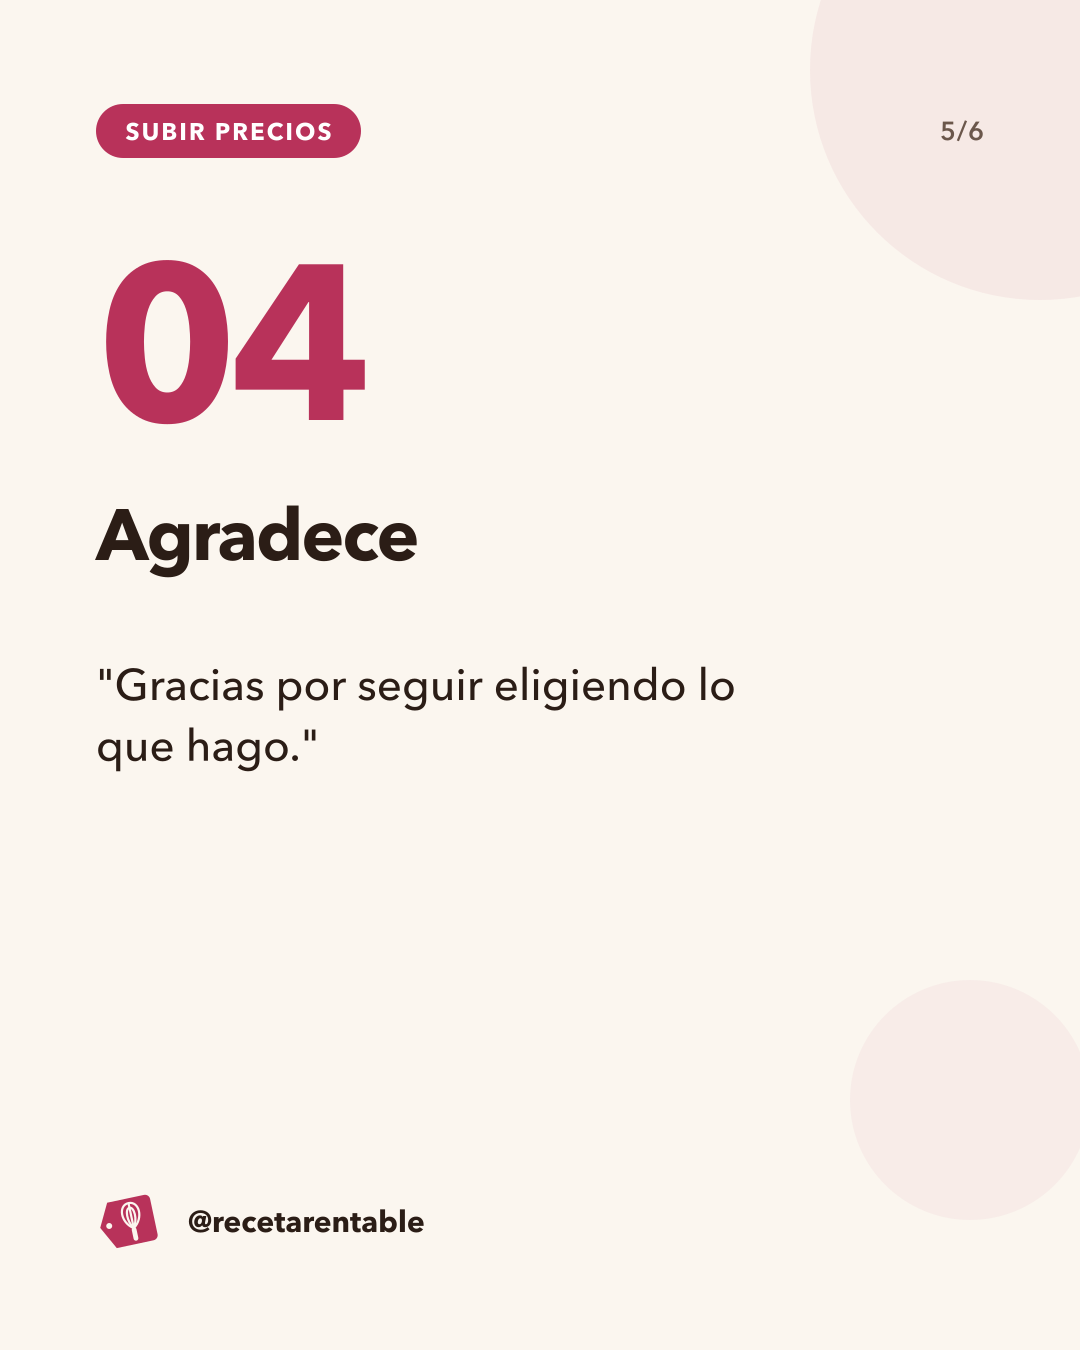 SUBIR PRECIOS
5/6
04
Agradece
"Gracias por seguir eligiendo lo
que hago."
@recetarentable